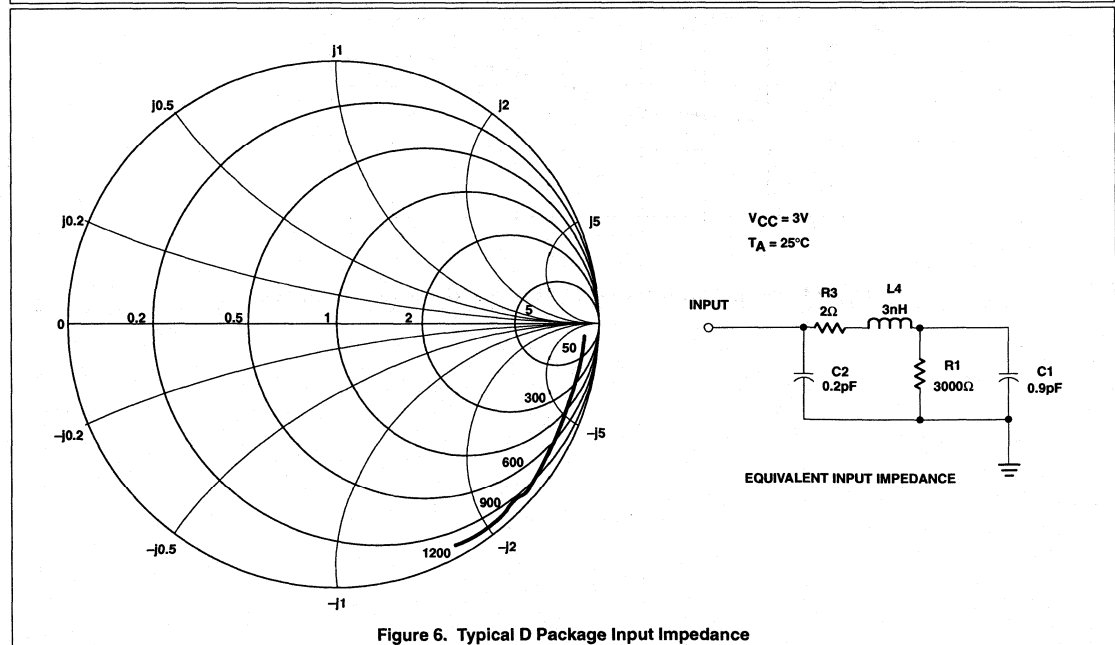 j1
j0.5
j2
j0.2
j5
0
0.2
0.5
1
2
5
50
300
600
900
1200
–j0.2
–j5
–j0.5
–j2
–j1
VCC = 3V
TA = 25°C
INPUT
R3
2Ω
L4
3nH
C2
0.2pF
R1
3000Ω
C1
0.9pF
EQUIVALENT INPUT IMPEDANCE
Figure 6. Typical D Package Input Impedance